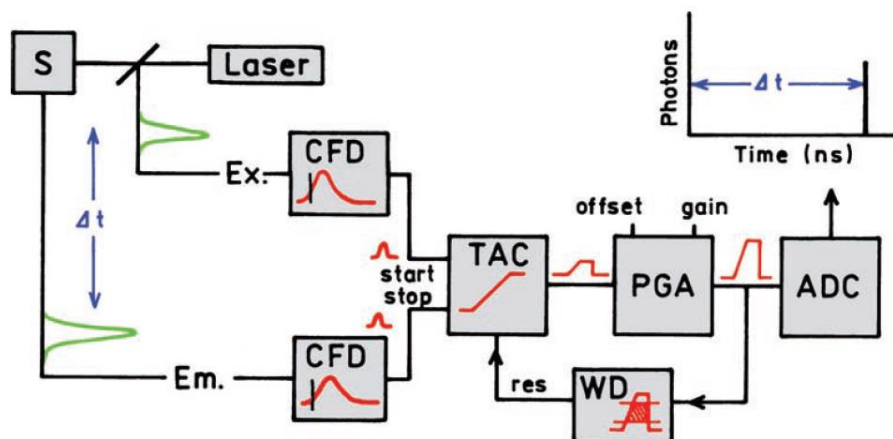 S
Laser
Δt
Ex.
CFD
Em.
CFD
start
stop
TAC
offset
gain
PGA
ADC
res
WD
Photons
Δt
Time (ns)